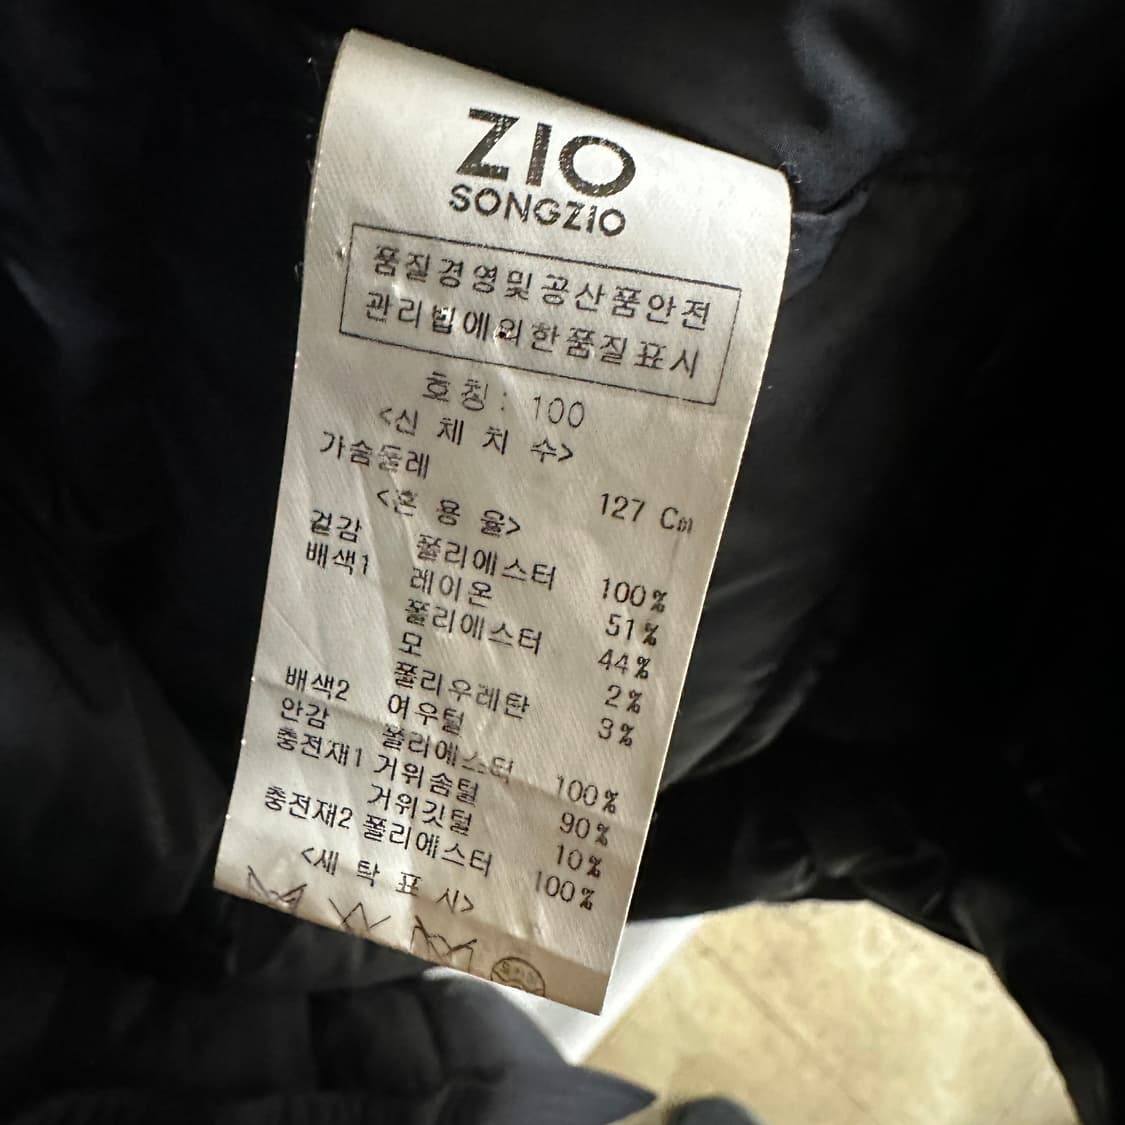 ZIO
SONGZIO
품질경영및공산품안전
관리법에의한품질표시
호칭: 100
<신 체 치 수>
가슴둘레 127 Cm
<혼 용 율>
겉감 폴리에스터 100%
배색1 레이온 51%
폴리에스터 44%
모 2%
폴리우레탄 3%
배색2 여우털
안감 폴리에스터 100%
충전재1 거위솜털 90%
거위깃털 10%
충전재2 폴리에스터 100%
<세 탁 표 시>